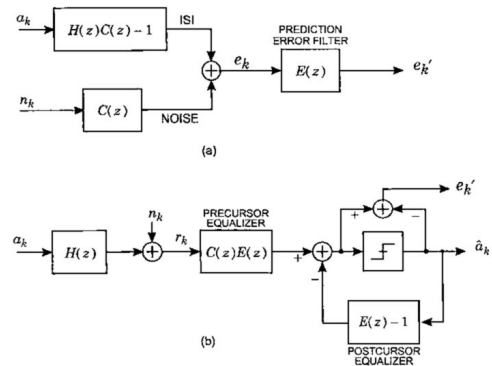 a_k
H(z)C(z)-1
ISI
PREDICTION
ERROR FILTER
e_k
E(z)
e_k′
n_k
C(z)
NOISE
(a)
e_k′
n_k
PRECURSOR
EQUALIZER
a_k
H(z)
r_k
C(z)E(z)
â_k
E(z)-1
POSTCURSOR
EQUALIZER
(b)